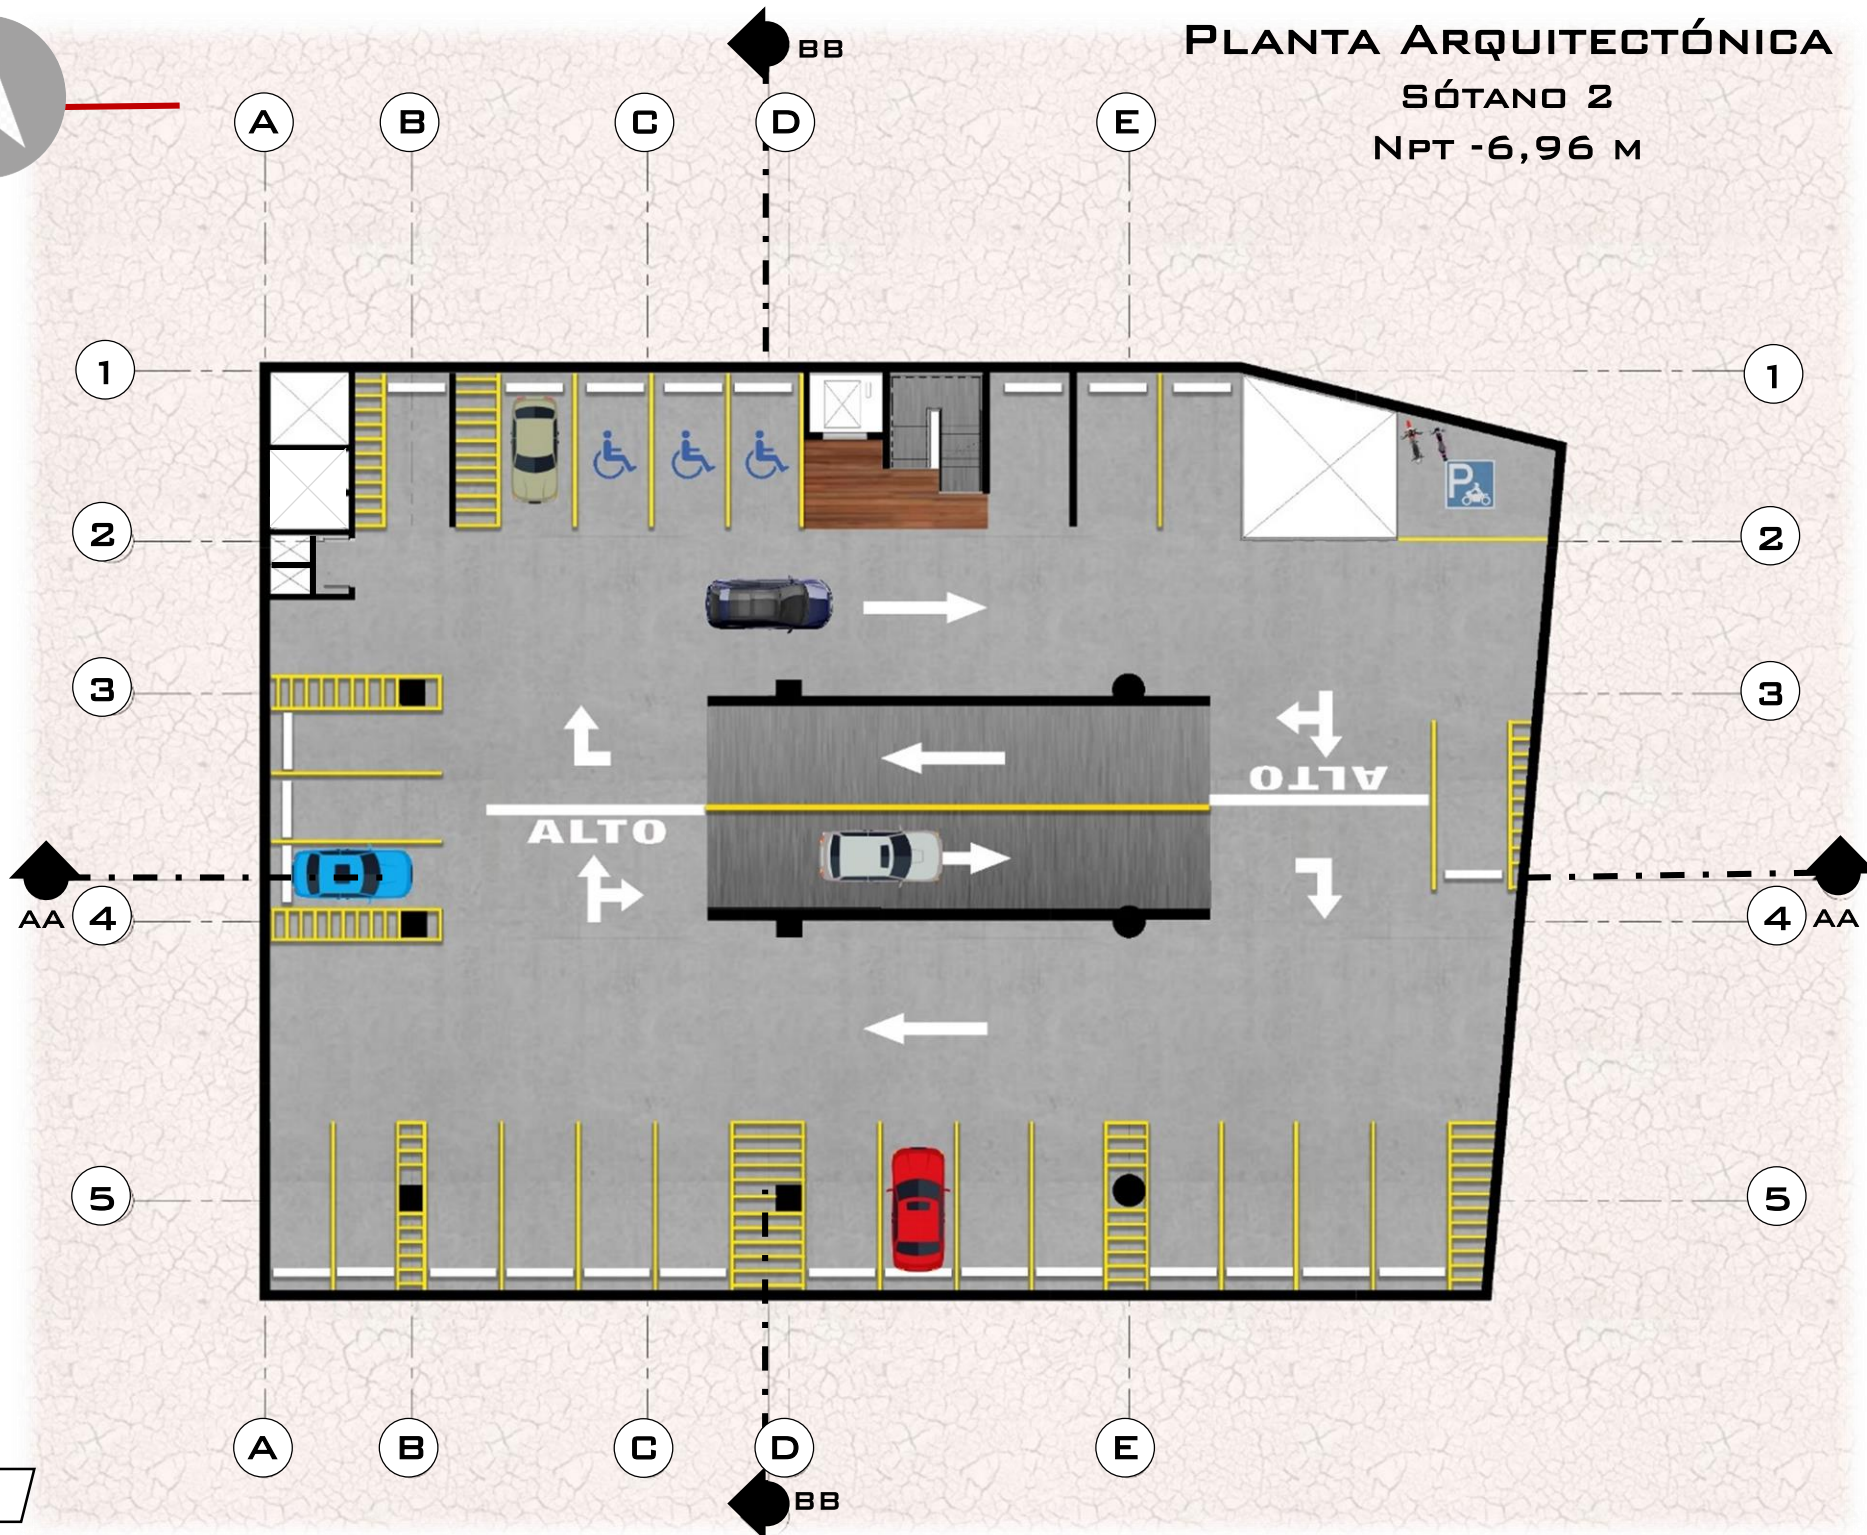 PLANTA ARQUITECTÓNICA
SÓTANO 2
NPT -6,96 M
BB
A B C D E
1 1
2 2
3 3
ALTO
ALTO
P
AA 4 4 AA
5 5
A B C D E
BB